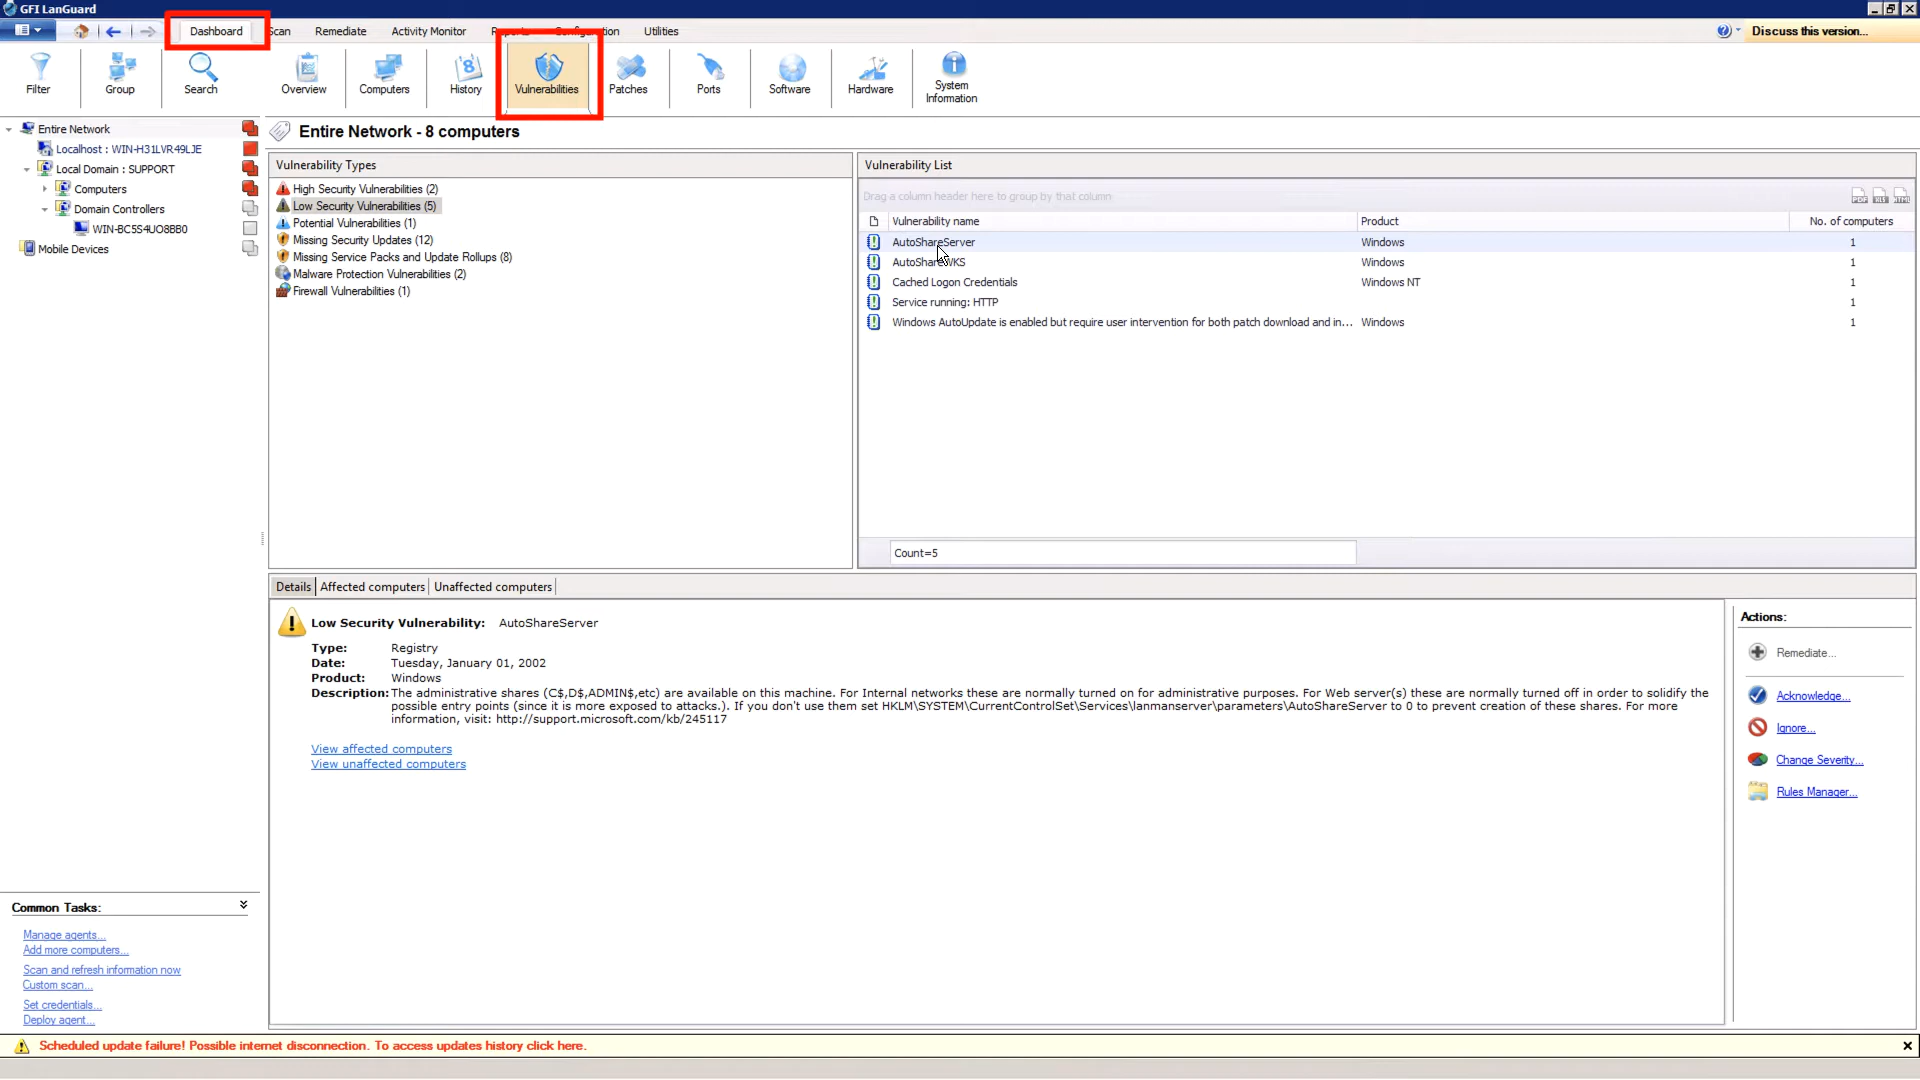 GFI LanGuard
Dashboard Scan Remediate Activity Monitor Reports Configuration Utilities Discuss this version...
Filter Group Search Overview Computers History Vulnerabilities Patches Ports Software Hardware System Information
Entire Network
Localhost : WIN-H31LVR49LJE
Local Domain : SUPPORT
Computers
Domain Controllers
WIN-BC5S4UO8BB0
Mobile Devices
Entire Network - 8 computers
Vulnerability Types
High Security Vulnerabilities (2)
Low Security Vulnerabilities (5)
Potential Vulnerabilities (1)
Missing Security Updates (12)
Missing Service Packs and Update Rollups (8)
Malware Protection Vulnerabilities (2)
Firewall Vulnerabilities (1)
Vulnerability List
Drag a column header here to group by that column
Vulnerability name Product No. of computers
AutoShareServer Windows 1
AutoShareWKS Windows 1
Cached Logon Credentials Windows NT 1
Service running: HTTP 1
Windows AutoUpdate is enabled but require user intervention for both patch download and in... Windows 1
Count=5
Details Affected computers Unaffected computers
Low Security Vulnerability: AutoShareServer
Type: Registry
Date: Tuesday, January 01, 2002
Product: Windows
Description: The administrative shares (C$,D$,ADMIN$,etc) are available on this machine. For Internal networks these are normally turned on for administrative purposes. For Web server(s) these are normally turned off in order to solidify the
possible entry points (since it is more exposed to attacks.). If you don't use them set HKLM\SYSTEM\CurrentControlSet\Services\lanmanserver\parameters\AutoShareServer to 0 to prevent creation of these shares. For more
information, visit: http://support.microsoft.com/kb/245117
View affected computers
View unaffected computers
Actions:
Remediate...
Acknowledge...
Ignore...
Change Severity...
Rules Manager...
Common Tasks:
Manage agents...
Add more computers...
Scan and refresh information now
Custom scan...
Set credentials...
Deploy agent...
Scheduled update failure! Possible internet disconnection. To access updates history click here.